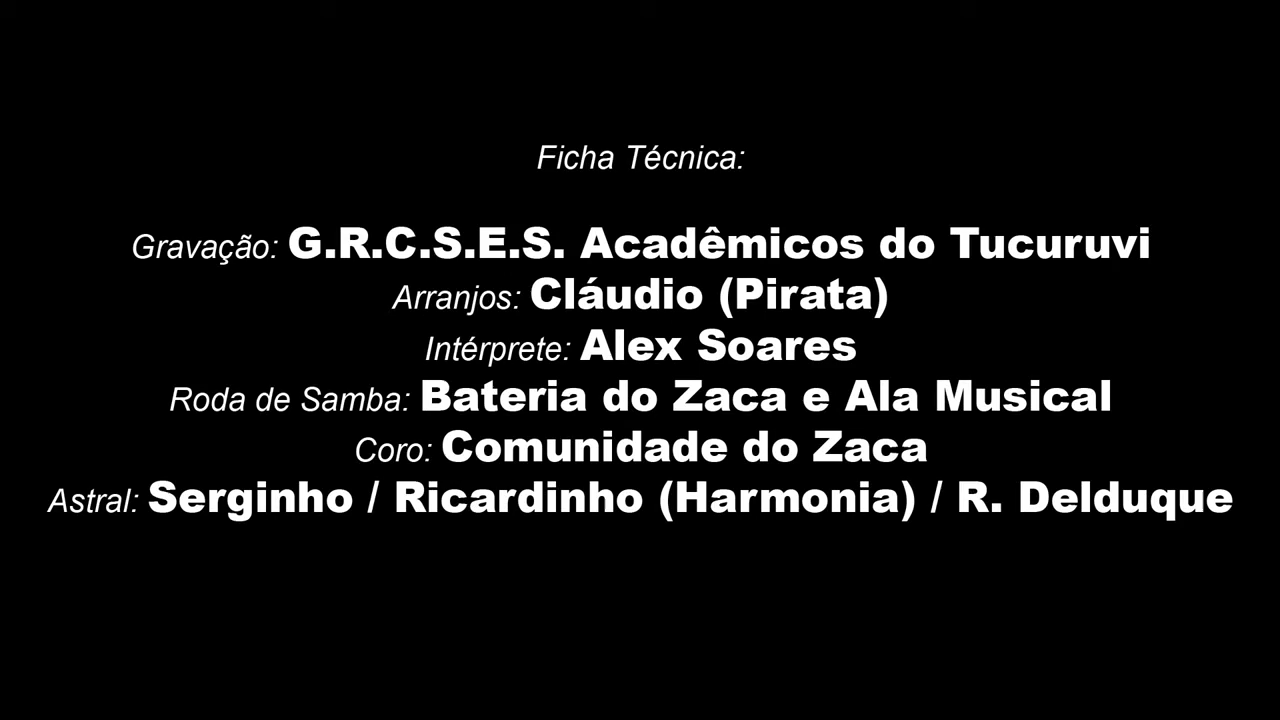 Ficha Técnica:
Gravação: G.R.C.S.E.S. Acadêmicos do Tucuruvi
Arranjos: Cláudio (Pirata)
Intérprete: Alex Soares
Roda de Samba: Bateria do Zaca e Ala Musical
Coro: Comunidade do Zaca
Astral: Serginho / Ricardinho (Harmonia) / R. Delduque